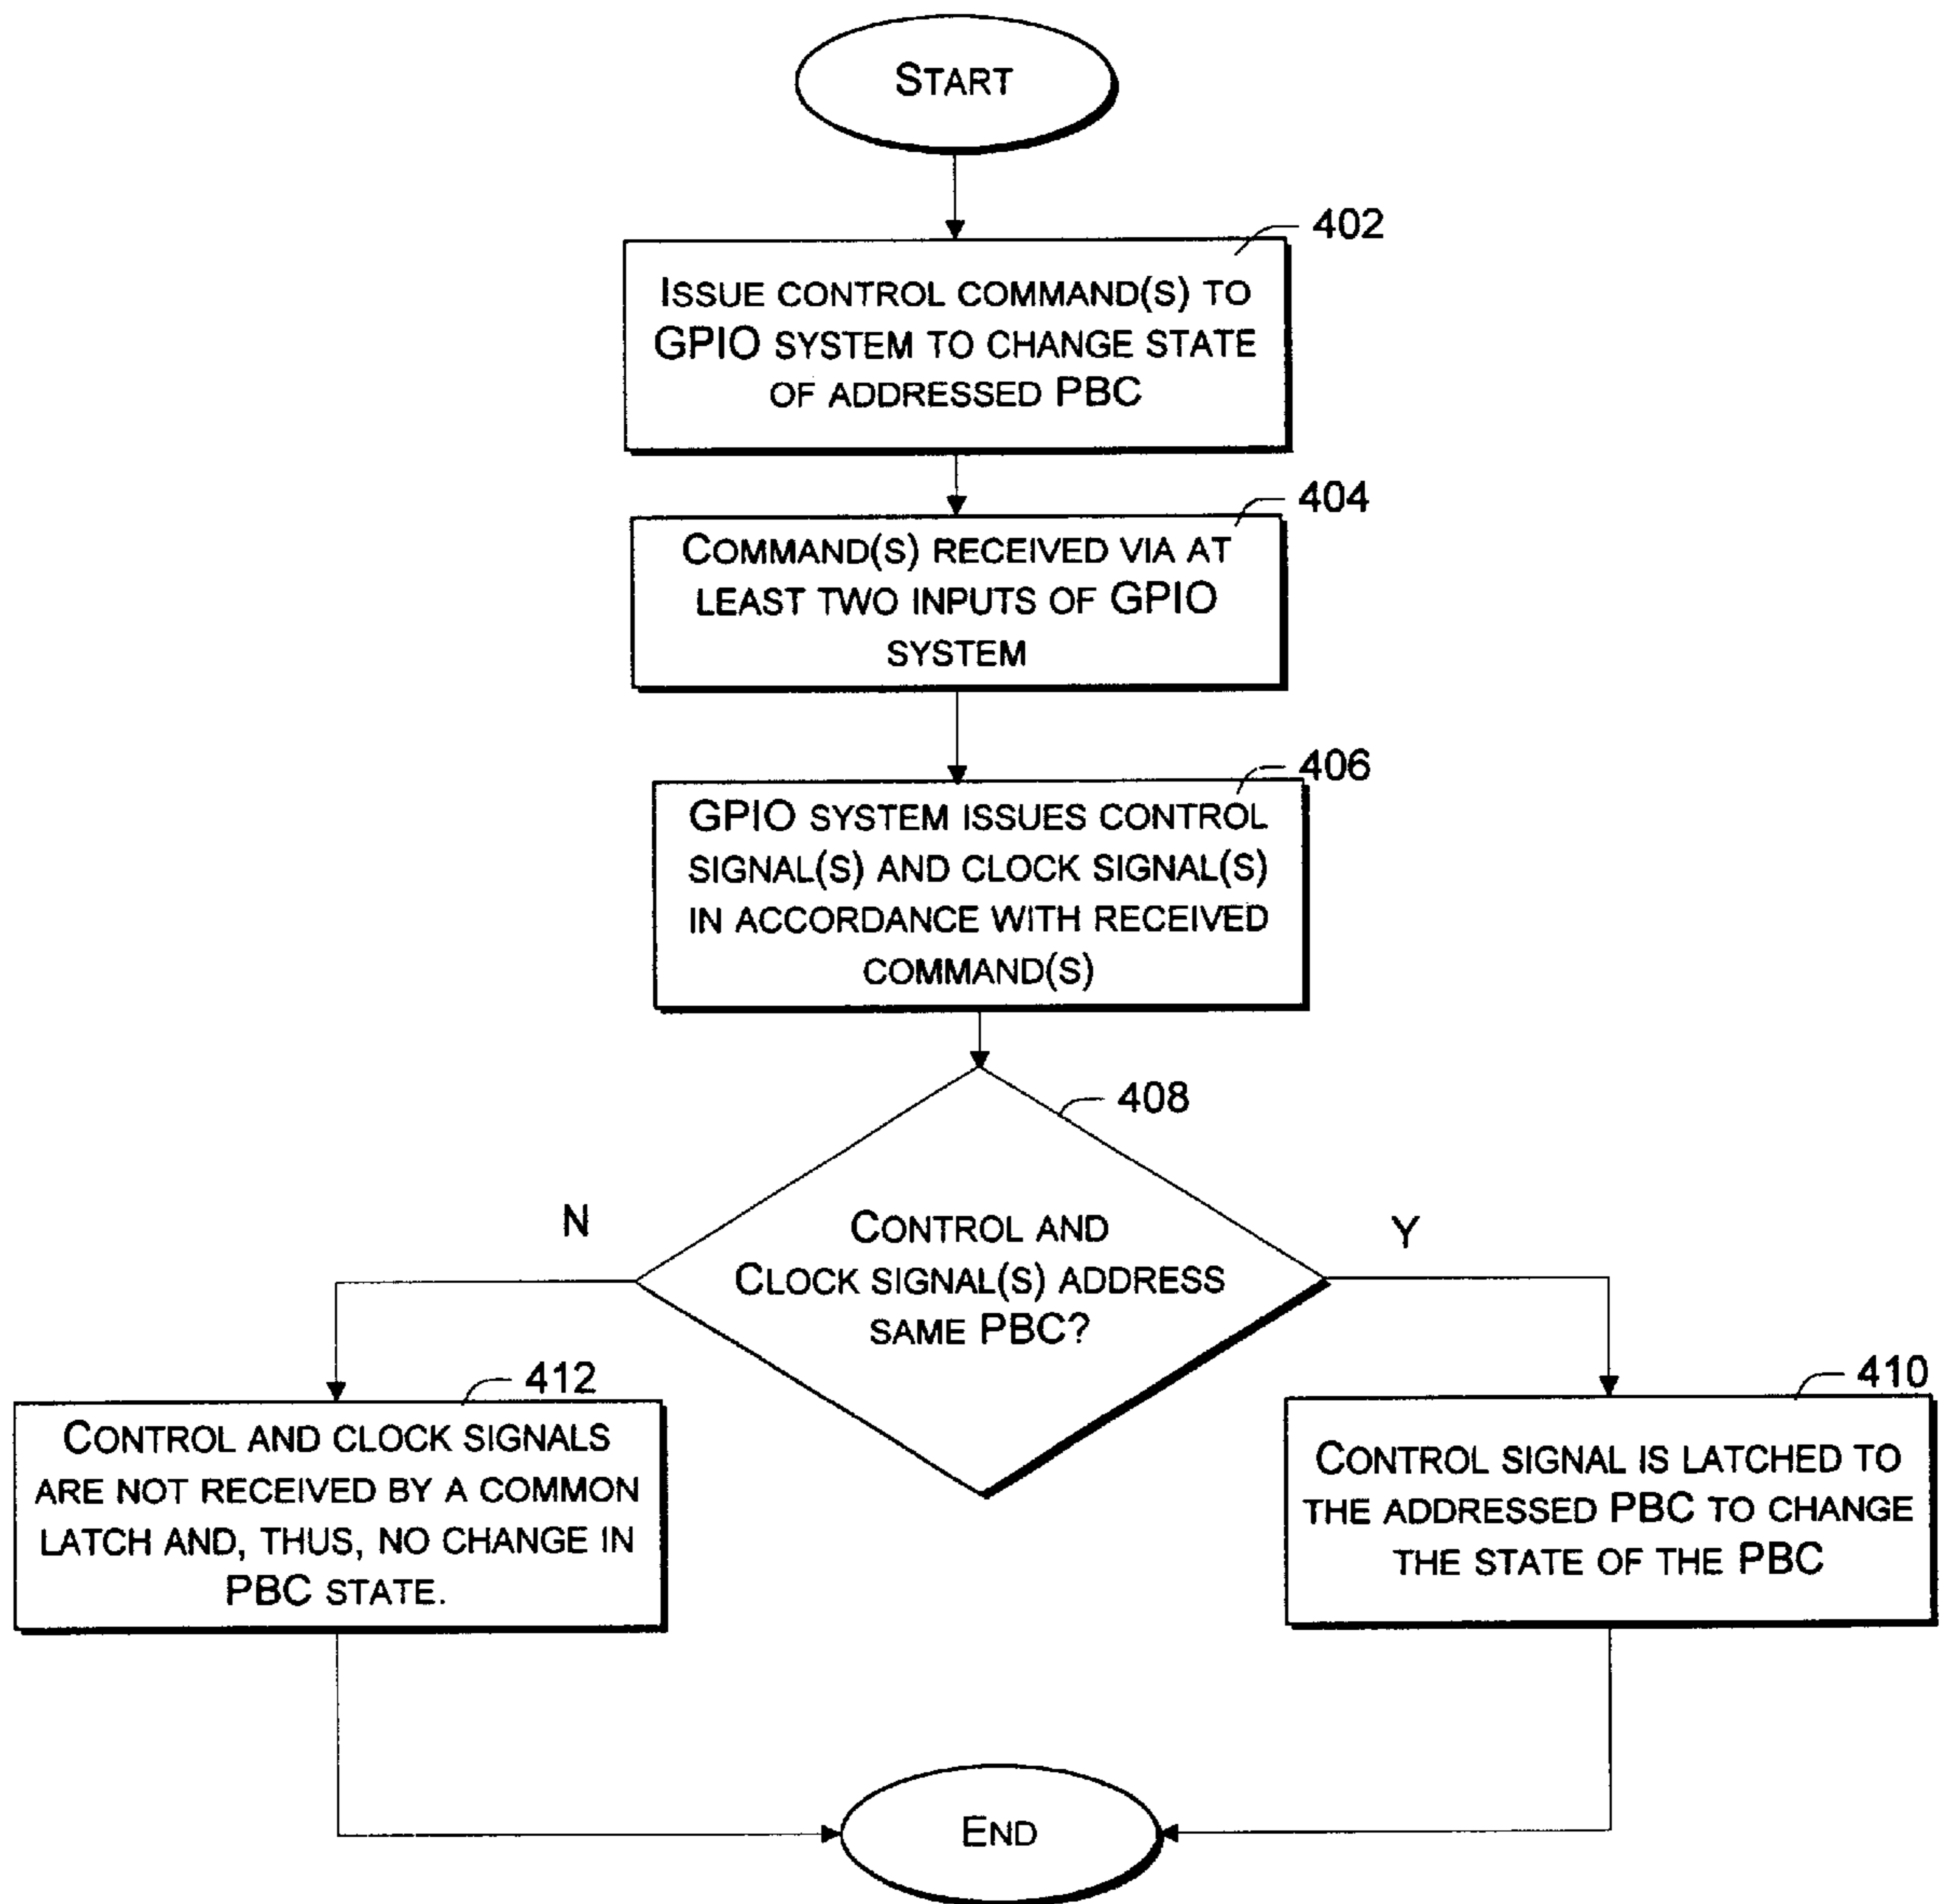 START
402
ISSUE CONTROL COMMAND(S) TO
GPIO SYSTEM TO CHANGE STATE
OF ADDRESSED PBC
404
COMMAND(S) RECEIVED VIA AT
LEAST TWO INPUTS OF GPIO
SYSTEM
406
GPIO SYSTEM ISSUES CONTROL
SIGNAL(S) AND CLOCK SIGNAL(S)
IN ACCORDANCE WITH RECEIVED
COMMAND(S)
408
CONTROL AND
CLOCK SIGNAL(S) ADDRESS
SAME PBC?
N
Y
412
CONTROL AND CLOCK SIGNALS
ARE NOT RECEIVED BY A COMMON
LATCH AND, THUS, NO CHANGE IN
PBC STATE.
410
CONTROL SIGNAL IS LATCHED TO
THE ADDRESSED PBC TO CHANGE
THE STATE OF THE PBC
END